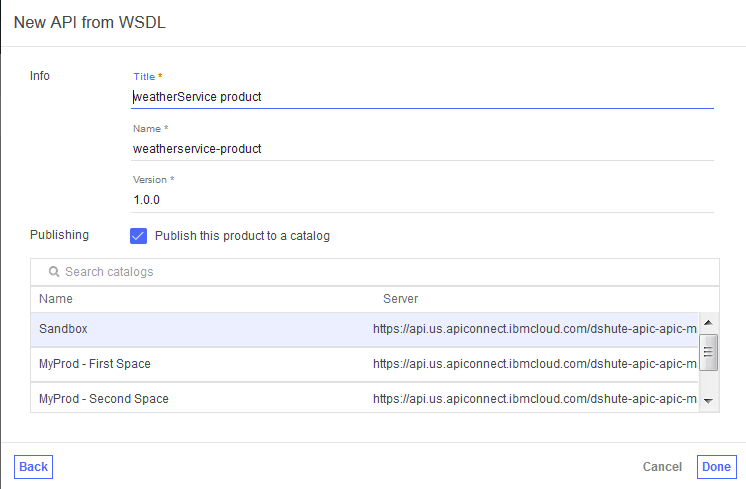 New API from WSDL
Info
Title *
weatherService product
Name *
weatherservice-product
Version *
1.0.0
Publishing
Publish this product to a catalog
Search catalogs
Name Server
Sandbox https://api.us.apiconnect.ibmcloud.com/dshute-apic-apic-m
MyProd - First Space https://api.us.apiconnect.ibmcloud.com/dshute-apic-apic-m
MyProd - Second Space https://api.us.apiconnect.ibmcloud.com/dshute-apic-apic-m
Back Cancel Done